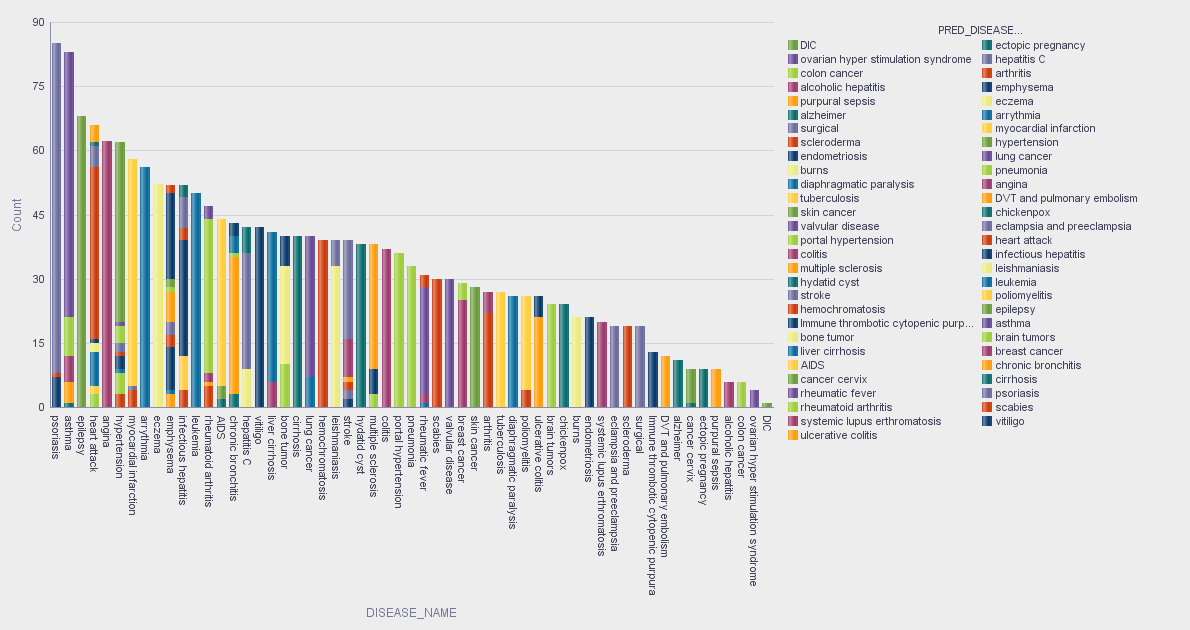 90
75
60
45
30
15
0
Count
psoriasis
asthma
epilepsy
heart attack
angina
hypertension
myocardial infarction
arrythmia
eczema
emphysema
infectious hepatitis
leukemia
rheumatoid arthritis
AIDS
chronic bronchitis
hepatitis C
vitiligo
liver cirrhosis
bone tumor
cirrhosis
lung cancer
hemochromatosis
leishmaniasis
stroke
hydatid cyst
multiple sclerosis
colitis
portal hypertension
pneumonia
rheumatic fever
scabies
valvular disease
breast cancer
skin cancer
arthritis
tuberculosis
diaphragmatic paralysis
poliomyelitis
ulcerative colitis
brain tumors
chickenpox
burns
endometriosis
systemic lupus erthromatosis
eclampsia and preeclampsia
scleroderma
surgical
Immune thrombotic cytopenic purpura
DVT and pulmonary embolism
alzheimer
cancer cervix
ectopic pregnancy
purpural sepsis
alcoholic hepatitis
colon cancer
ovarian hyper stimulation syndrome
DIC
DISEASE_NAME
PRED_DISEASE...
DIC
ovarian hyper stimulation syndrome
colon cancer
alcoholic hepatitis
purpural sepsis
alzheimer
surgical
scleroderma
endometriosis
burns
diaphragmatic paralysis
tuberculosis
skin cancer
valvular disease
portal hypertension
colitis
multiple sclerosis
hydatid cyst
stroke
hemochromatosis
Immune thrombotic cytopenic purp...
bone tumor
liver cirrhosis
AIDS
cancer cervix
rheumatic fever
rheumatoid arthritis
systemic lupus erthromatosis
ulcerative colitis
ectopic pregnancy
hepatitis C
arthritis
emphysema
eczema
arrythmia
myocardial infarction
hypertension
lung cancer
pneumonia
angina
DVT and pulmonary embolism
chickenpox
eclampsia and preeclampsia
heart attack
infectious hepatitis
leishmaniasis
leukemia
poliomyelitis
epilepsy
asthma
brain tumors
breast cancer
chronic bronchitis
cirrhosis
psoriasis
scabies
vitiligo